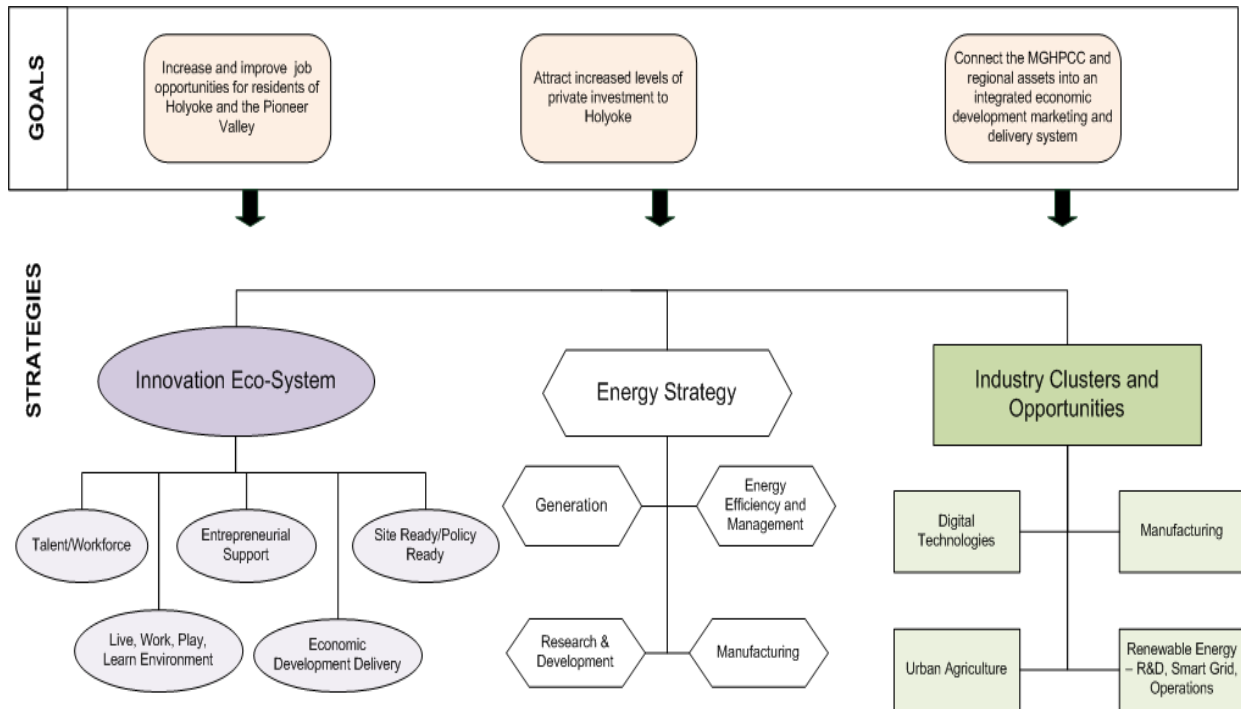 GOALS
Increase and improve job
opportunities for residents of
Holyoke and the Pioneer
Valley
Attract increased levels of
private investment to
Holyoke
Connect the MGHPCC and
regional assets into an
integrated economic
development marketing and
delivery system
STRATEGIES
Innovation Eco-System
Energy Strategy
Industry Clusters and
Opportunities
Talent/Workforce
Entrepreneurial
Support
Site Ready/Policy
Ready
Live, Work, Play,
Learn Environment
Economic
Development Delivery
Generation
Energy
Efficiency and
Management
Research &
Development
Manufacturing
Digital
Technologies
Manufacturing
Urban Agriculture
Renewable Energy
– R&D, Smart Grid,
Operations